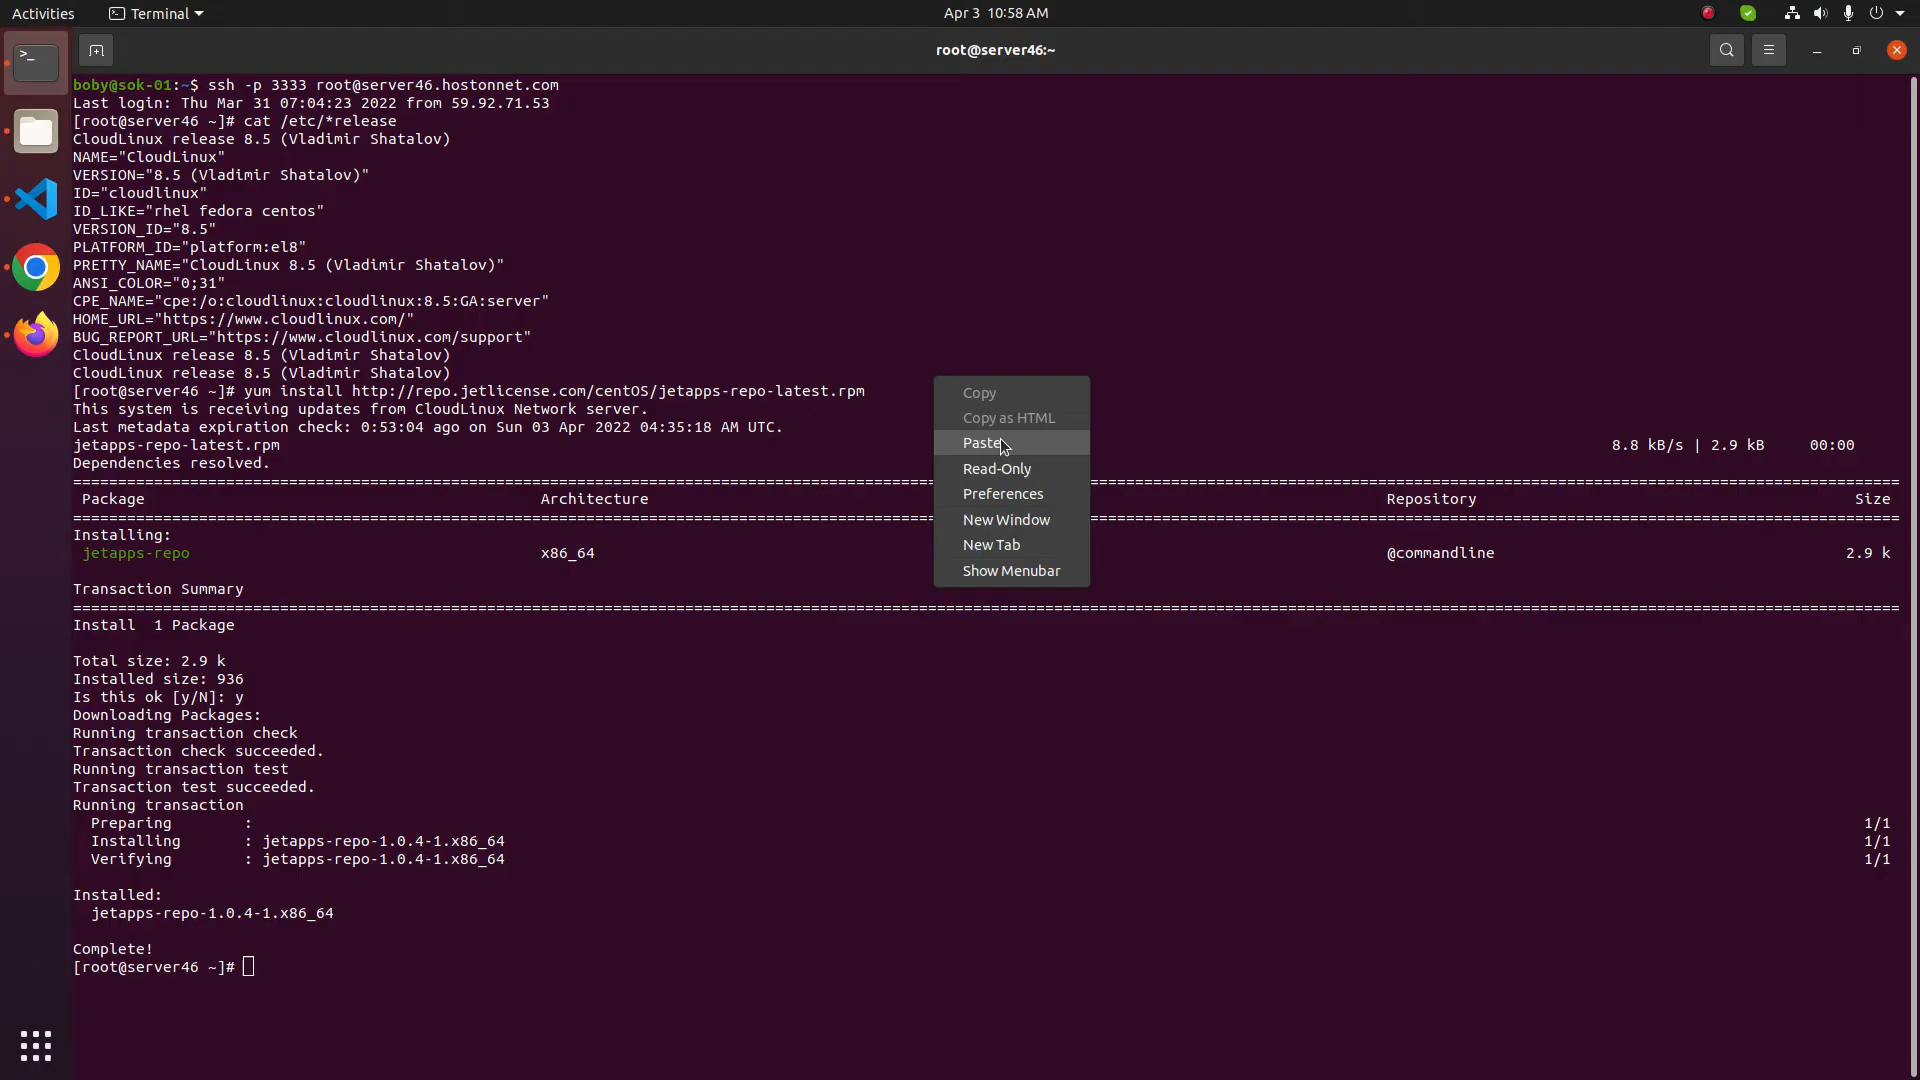 Activities
Terminal
Apr 3 10:58 AM
root@server46:~
boby@sok-01:~$ ssh -p 3333 root@server46.hostonnet.com
Last login: Thu Mar 31 07:04:23 2022 from 59.92.71.53
[root@server46 ~]# cat /etc/*release
CloudLinux release 8.5 (Vladimir Shatalov)
NAME="CloudLinux"
VERSION="8.5 (Vladimir Shatalov)"
ID="cloudlinux"
ID_LIKE="rhel fedora centos"
VERSION_ID="8.5"
PLATFORM_ID="platform:el8"
PRETTY_NAME="CloudLinux 8.5 (Vladimir Shatalov)"
ANSI_COLOR="0;31"
CPE_NAME="cpe:/o:cloudlinux:cloudlinux:8.5:GA:server"
HOME_URL="https://www.cloudlinux.com/"
BUG_REPORT_URL="https://www.cloudlinux.com/support"
CloudLinux release 8.5 (Vladimir Shatalov)
CloudLinux release 8.5 (Vladimir Shatalov)
[root@server46 ~]# yum install http://repo.jetlicense.com/centOS/jetapps-repo-latest.rpm
This system is receiving updates from CloudLinux Network server.
Last metadata expiration check: 0:53:04 ago on Sun 03 Apr 2022 04:35:18 AM UTC.
jetapps-repo-latest.rpm 8.8 kB/s | 2.9 kB 00:00
Dependencies resolved.
Package Architecture Repository Size
Installing:
jetapps-repo x86_64 @commandline 2.9 k
Transaction Summary
Install 1 Package
Total size: 2.9 k
Installed size: 936
Is this ok [y/N]: y
Downloading Packages:
Running transaction check
Transaction check succeeded.
Running transaction test
Transaction test succeeded.
Running transaction
Preparing : 1/1
Installing : jetapps-repo-1.0.4-1.x86_64 1/1
Verifying : jetapps-repo-1.0.4-1.x86_64 1/1
Installed:
jetapps-repo-1.0.4-1.x86_64
Complete!
[root@server46 ~]#
Copy
Copy as HTML
Paste
Read-Only
Preferences
New Window
New Tab
Show Menubar